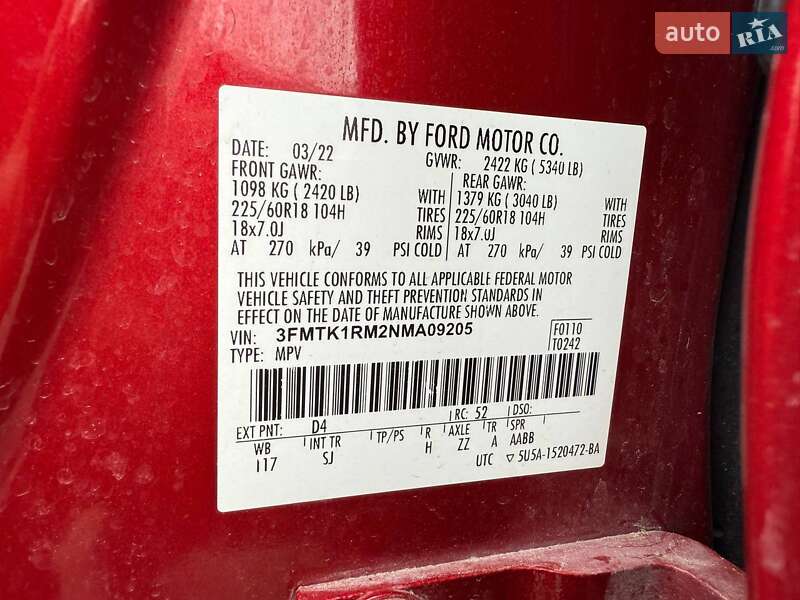 auto RIA
MFD. BY FORD MOTOR CO.
DATE: 03/22 GVWR: 2422 KG ( 5340 LB)
FRONT GAWR: REAR GAWR:
1098 KG ( 2420 LB) WITH 1379 KG ( 3040 LB) WITH
225/60R18 104H TIRES 225/60R18 104H TIRES
18x7.0J RIMS 18x7.0J RIMS
AT 270 kPa/ 39 PSI COLD AT 270 kPa/ 39 PSI COLD
THIS VEHICLE CONFORMS TO ALL APPLICABLE FEDERAL MOTOR
VEHICLE SAFETY AND THEFT PREVENTION STANDARDS IN
EFFECT ON THE DATE OF MANUFACTURE SHOWN ABOVE.
VIN: 3FMTK1RM2NMA09205 F0110
TYPE: MPV T0242
EXT PNT: D4 RC: 52 DSO:
WB INT TR TP/PS R AXLE TR SPR
117 SJ H ZZ A AABB
UTC ▽ 5U5A-1520472-BA